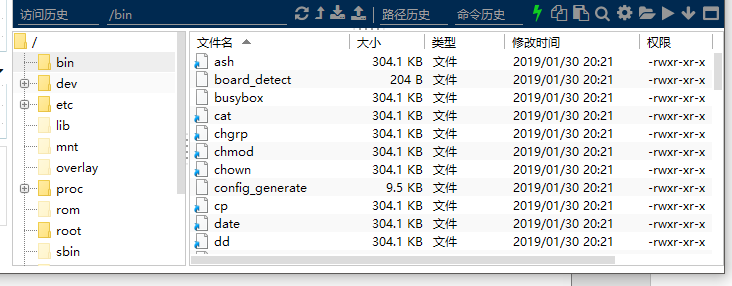 访问历史 /bin 路径历史 命令历史
/
bin
dev
etc
lib
mnt
overlay
proc
rom
root
sbin
文件名 大小 类型 修改时间 权限
ash 304.1 KB 文件 2019/01/30 20:21 -rwxr-xr-x
board_detect 204 B 文件 2019/01/30 20:21 -rwxr-xr-x
busybox 304.1 KB 文件 2019/01/30 20:21 -rwxr-xr-x
cat 304.1 KB 文件 2019/01/30 20:21 -rwxr-xr-x
chgrp 304.1 KB 文件 2019/01/30 20:21 -rwxr-xr-x
chmod 304.1 KB 文件 2019/01/30 20:21 -rwxr-xr-x
chown 304.1 KB 文件 2019/01/30 20:21 -rwxr-xr-x
config_generate 9.5 KB 文件 2019/01/30 20:21 -rwxr-xr-x
cp 304.1 KB 文件 2019/01/30 20:21 -rwxr-xr-x
date 304.1 KB 文件 2019/01/30 20:21 -rwxr-xr-x
dd 304.1 KB 文件 2019/01/30 20:21 -rwxr-xr-x